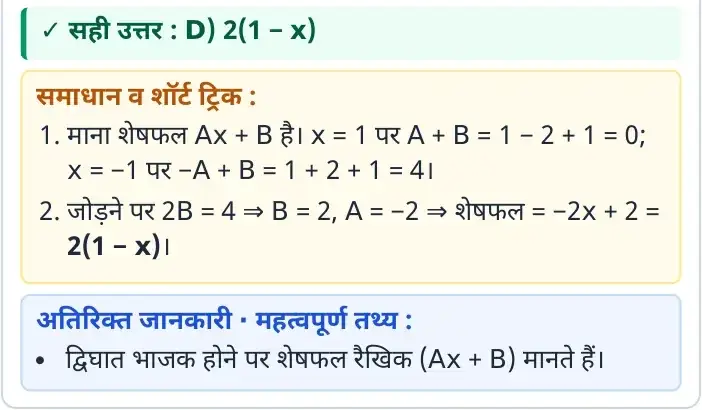 ✓ सही उत्तर : D) 2(1 − x)
समाधान व शॉर्ट ट्रिक :
1. माना शेषफल Ax + B है। x = 1 पर A + B = 1 − 2 + 1 = 0;
x = −1 पर −A + B = 1 + 2 + 1 = 4।
2. जोड़ने पर 2B = 4 ⇒ B = 2, A = −2 ⇒ शेषफल = −2x + 2 =
2(1 − x)।
अतिरिक्त जानकारी · महत्वपूर्ण तथ्य :
• द्विघात भाजक होने पर शेषफल रैखिक (Ax + B) मानते हैं।